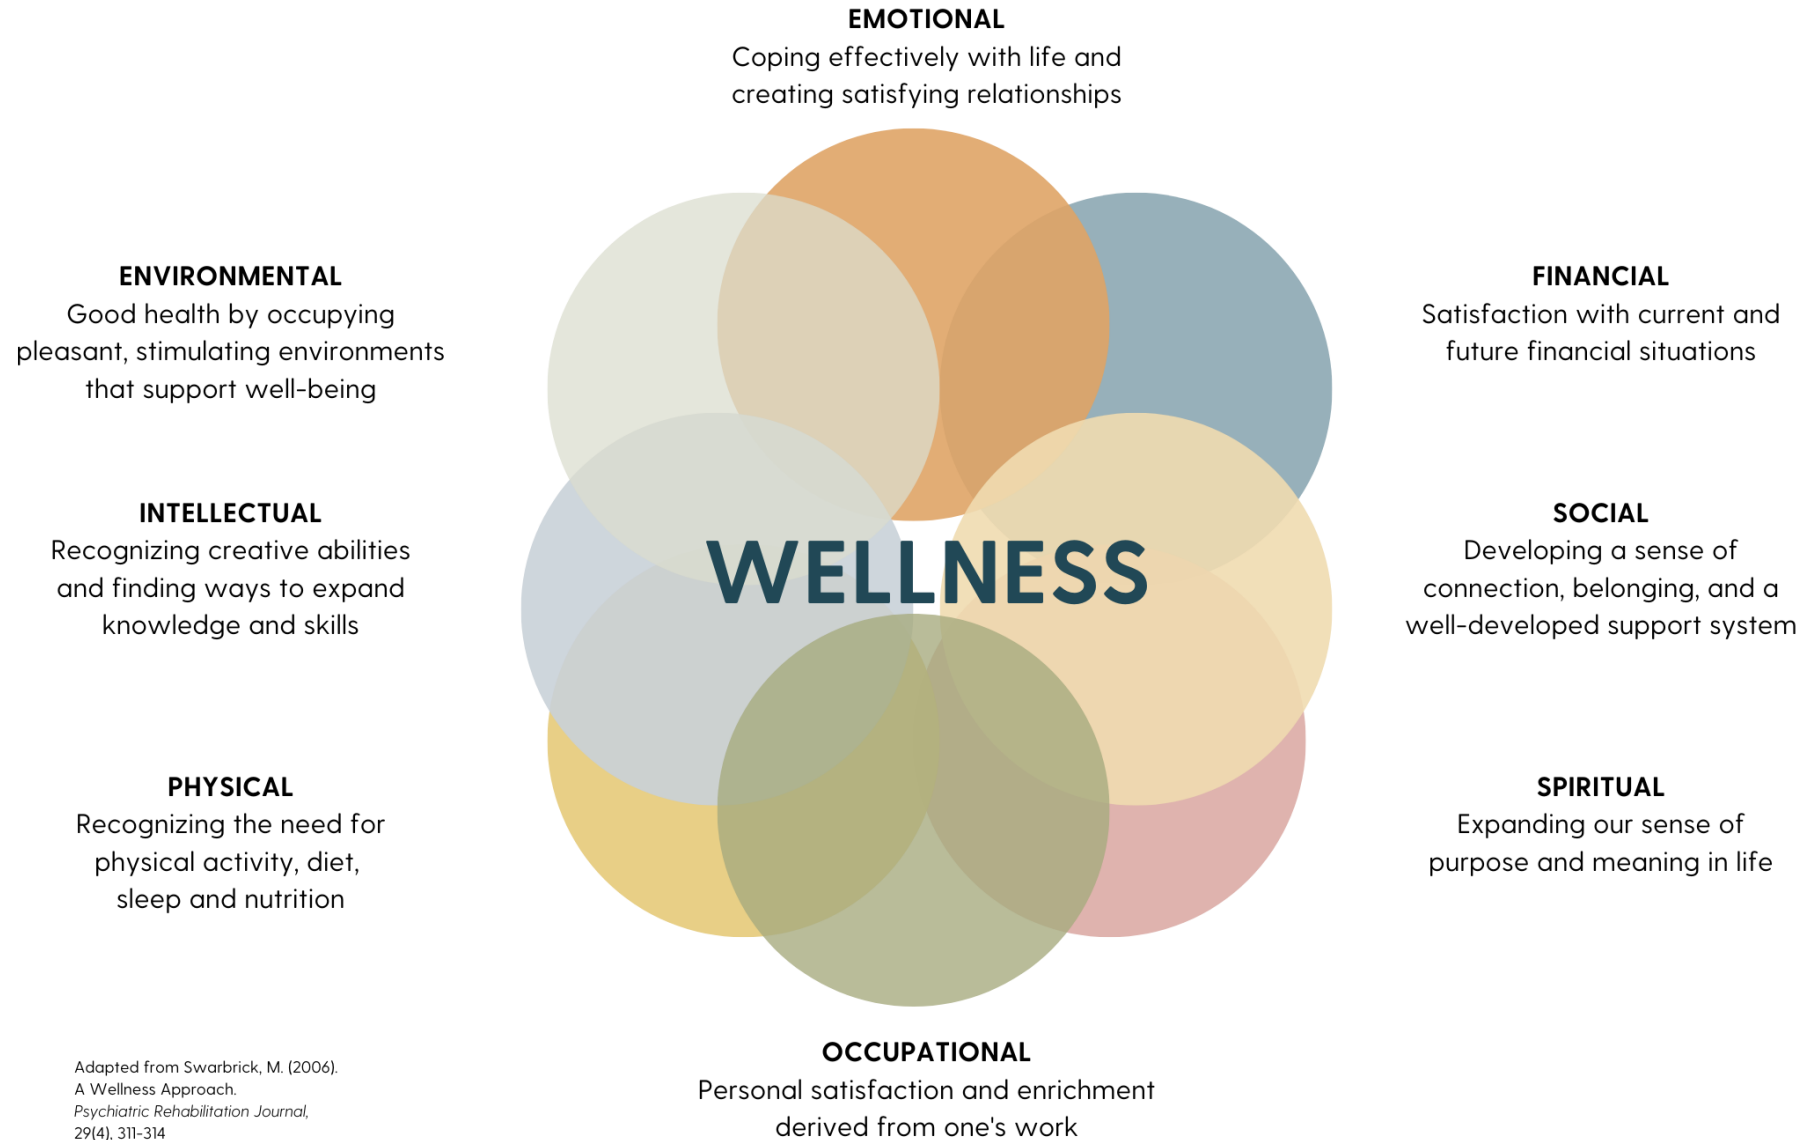 EMOTIONAL
Coping effectively with life and
creating satisfying relationships
ENVIRONMENTAL
Good health by occupying
pleasant, stimulating environments
that support well-being
FINANCIAL
Satisfaction with current and
future financial situations
INTELLECTUAL
Recognizing creative abilities
and finding ways to expand
knowledge and skills
WELLNESS
SOCIAL
Developing a sense of
connection, belonging, and a
well-developed support system
PHYSICAL
Recognizing the need for
physical activity, diet,
sleep and nutrition
SPIRITUAL
Expanding our sense of
purpose and meaning in life
OCCUPATIONAL
Personal satisfaction and enrichment
derived from one's work
Adapted from Swarbrick, M. (2006).
A Wellness Approach.
Psychiatric Rehabilitation Journal,
29(4), 311-314